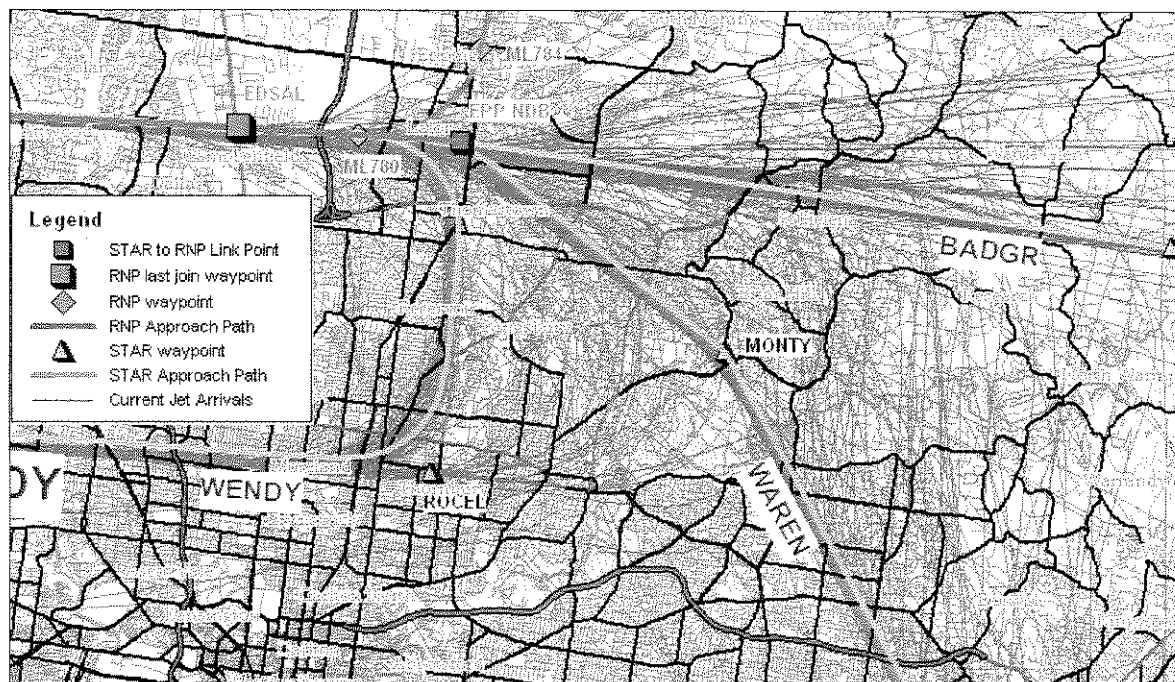 ML784
EDSAL
EPP NDB
ML780
Legend
STAR to RNP Link Point
RNP last join waypoint
RNP waypoint
RNP Approach Path
STAR waypoint
STAR Approach Path
Current Jet Arrivals
BADGR
MONTY
DY
WENDY
ROCEL
WAREN